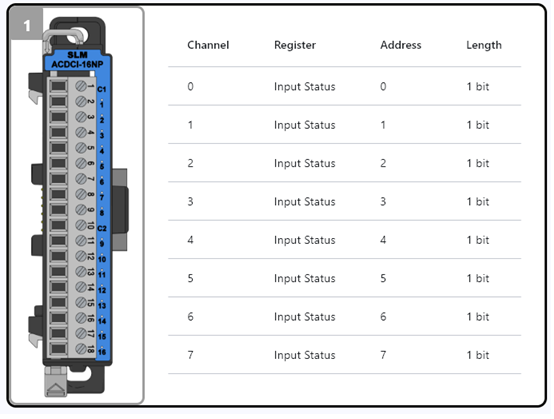 1
SLM
ACDCI-16NP
1 C1
2 1
3 2
4 3
5 4
6 5
7 6
8 7
9 8
10 C2
11 9
12 10
13 11
14 12
15 13
16 14
17 15
18 16
Channel Register Address Length
0 Input Status 0 1 bit
1 Input Status 1 1 bit
2 Input Status 2 1 bit
3 Input Status 3 1 bit
4 Input Status 4 1 bit
5 Input Status 5 1 bit
6 Input Status 6 1 bit
7 Input Status 7 1 bit